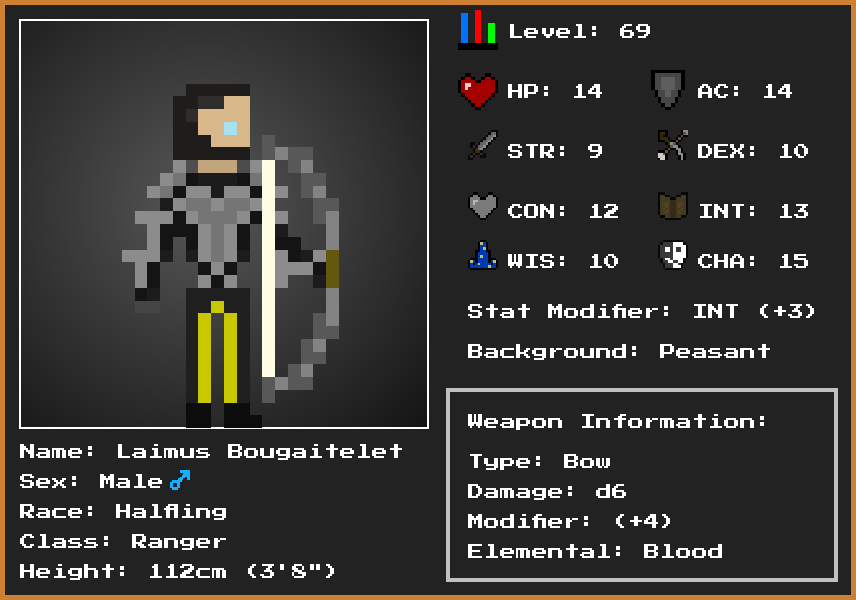 Level: 69
HP: 14
AC: 14
STR: 9
DEX: 10
CON: 12
INT: 13
WIS: 10
CHA: 15
Stat Modifier: INT (+3)
Background: Peasant
Weapon Information:
Type: Bow
Damage: d6
Modifier: (+4)
Elemental: Blood
Name: Laimus Bougaitelet
Sex: Male♂
Race: Halfling
Class: Ranger
Height: 112cm (3'8")